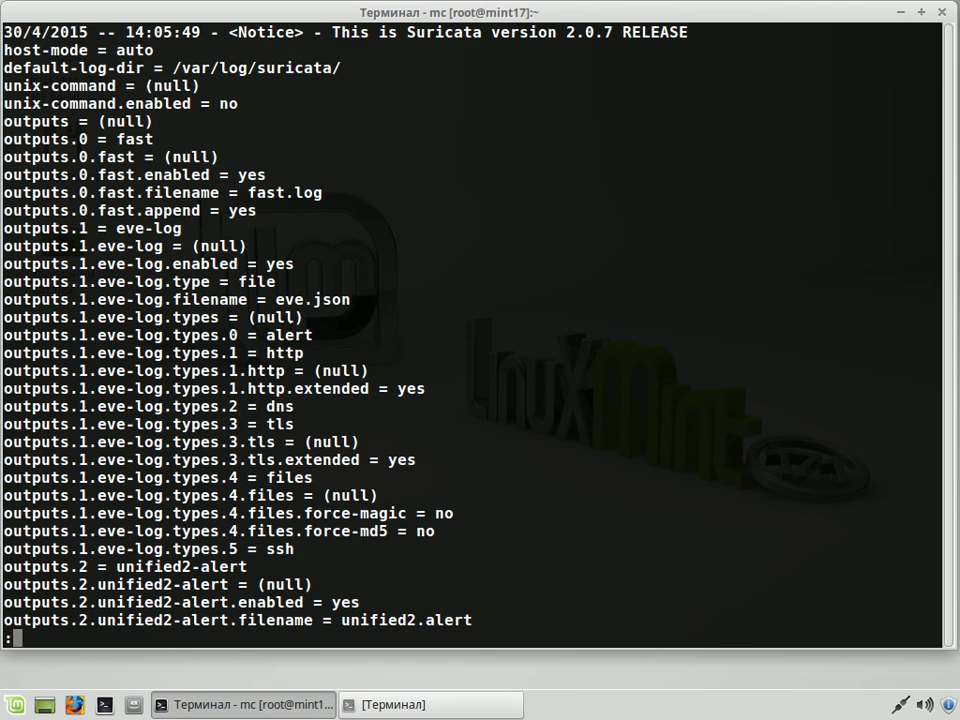 Терминал - mc [root@mint17]:~
30/4/2015 -- 14:05:49 - <Notice> - This is Suricata version 2.0.7 RELEASE
host-mode = auto
default-log-dir = /var/log/suricata/
unix-command = (null)
unix-command.enabled = no
outputs = (null)
outputs.0 = fast
outputs.0.fast = (null)
outputs.0.fast.enabled = yes
outputs.0.fast.filename = fast.log
outputs.0.fast.append = yes
outputs.1 = eve-log
outputs.1.eve-log = (null)
outputs.1.eve-log.enabled = yes
outputs.1.eve-log.type = file
outputs.1.eve-log.filename = eve.json
outputs.1.eve-log.types = (null)
outputs.1.eve-log.types.0 = alert
outputs.1.eve-log.types.1 = http
outputs.1.eve-log.types.1.http = (null)
outputs.1.eve-log.types.1.http.extended = yes
outputs.1.eve-log.types.2 = dns
outputs.1.eve-log.types.3 = tls
outputs.1.eve-log.types.3.tls = (null)
outputs.1.eve-log.types.3.tls.extended = yes
outputs.1.eve-log.types.4 = files
outputs.1.eve-log.types.4.files = (null)
outputs.1.eve-log.types.4.files.force-magic = no
outputs.1.eve-log.types.4.files.force-md5 = no
outputs.1.eve-log.types.5 = ssh
outputs.2 = unified2-alert
outputs.2.unified2-alert = (null)
outputs.2.unified2-alert.enabled = yes
outputs.2.unified2-alert.filename = unified2.alert
:
LinuxMint
17.1
Терминал - mc [root@mint1...
[Терминал]